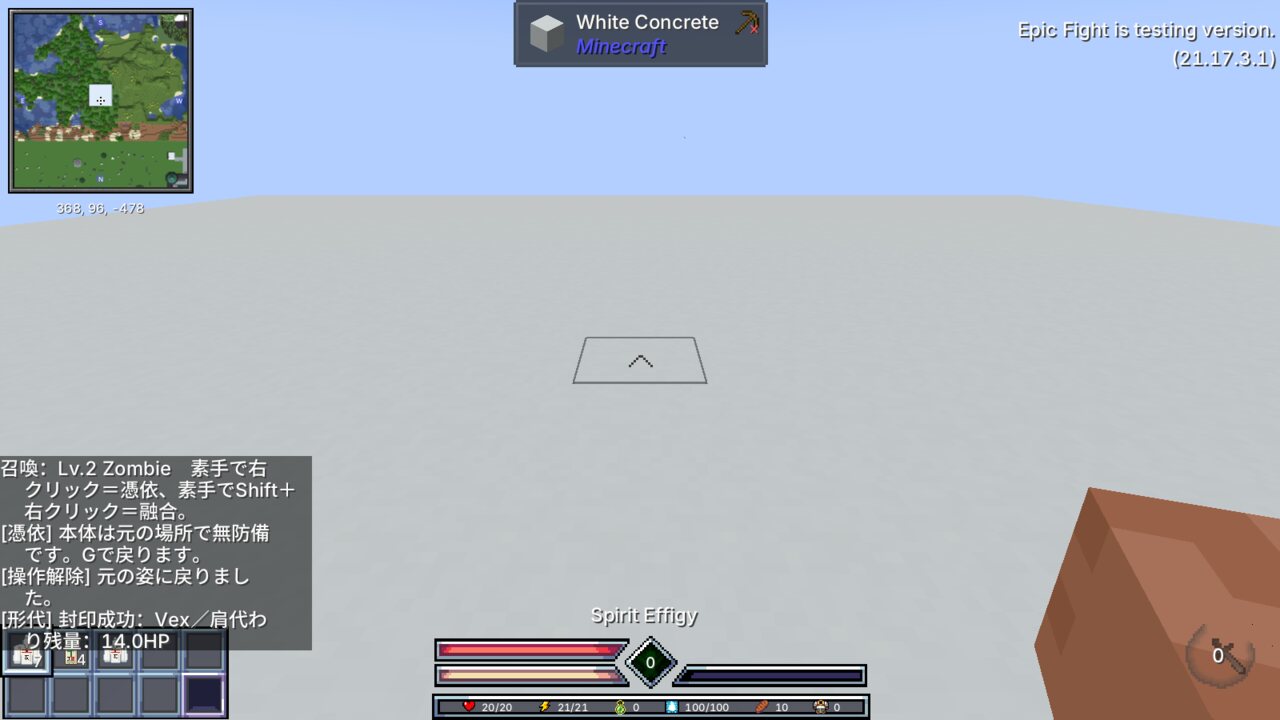 White Concrete
Minecraft
Epic Fight is testing version.
(21.17.3.1)
S
E
W
N
368, 96, -478
召喚：Lv.2 Zombie　素手で右
クリック＝憑依、素手でShift＋
右クリック＝融合。
[憑依] 本体は元の場所で無防備
です。Gで戻ります。
[操作解除] 元の姿に戻りまし
た。
[形代] 封印成功：Vex／肩代わ
り残量：14.0HP
7
4
Spirit Effigy
0
20/20
21/21
0
100/100
10
0
0